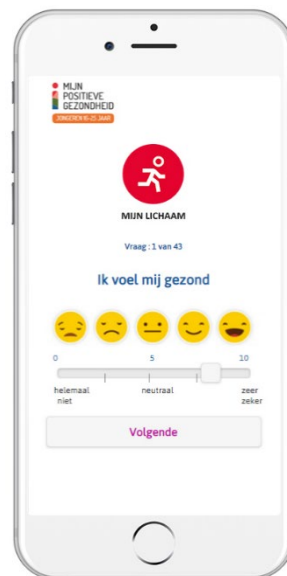 MIJN
POSITIEVE
GEZONDHEID
JONGEREN 16-25 JAAR
MIJN LICHAAM
Vraag : 1 van 43
Ik voel mij gezond
0 5 10
helemaal niet neutraal zeer zeker
Volgende